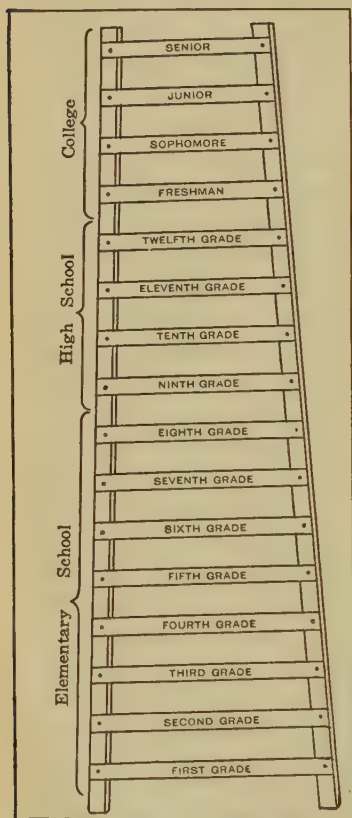 College
SENIOR
JUNIOR
SOPHOMORE
FRESHMAN
High School
TWELFTH GRADE
ELEVENTH GRADE
TENTH GRADE
NINTH GRADE
Elementary School
EIGHTH GRADE
SEVENTH GRADE
SIXTH GRADE
FIFTH GRADE
FOURTH GRADE
THIRD GRADE
SECOND GRADE
FIRST GRADE